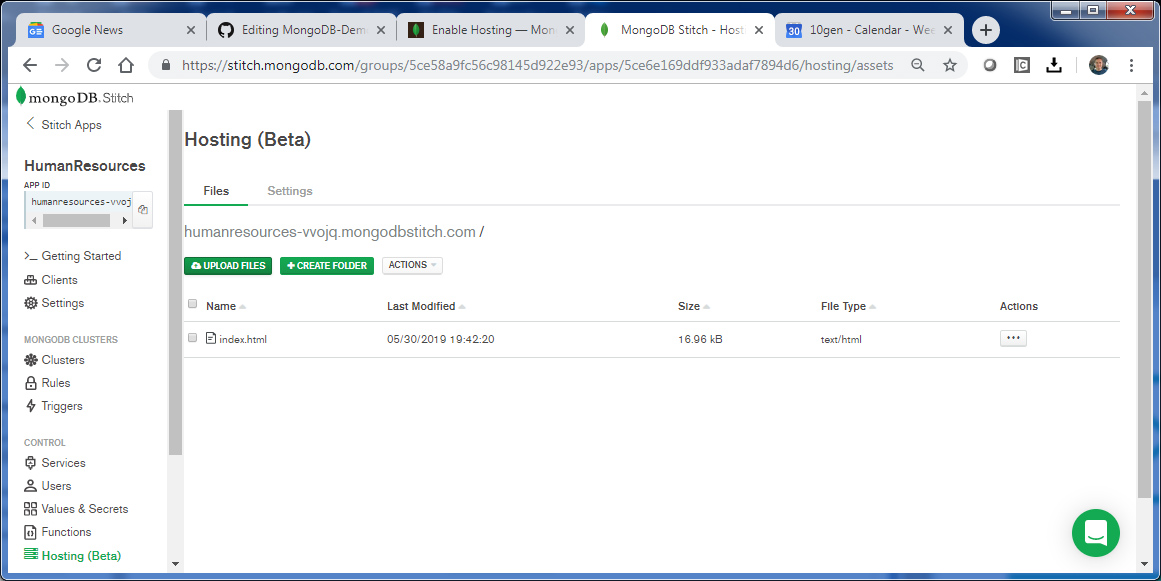 Google News
Editing MongoDB-Dem
Enable Hosting — Mon
MongoDB Stitch - Host
10gen - Calendar - Wee
https://stitch.mongodb.com/groups/5ce58a9fc56c98145d922e93/apps/5ce6e169ddf933adaf7894d6/hosting/assets
mongoDB. Stitch
Stitch Apps
HumanResources
APP ID
humanresources-vvoj
Getting Started
Clients
Settings
MONGODB CLUSTERS
Clusters
Rules
Triggers
CONTROL
Services
Users
Values & Secrets
Functions
Hosting (Beta)
Hosting (Beta)
Files Settings
humanresources-vvojq.mongodbstitch.com /
UPLOAD FILES CREATE FOLDER ACTIONS
Name Last Modified Size File Type Actions
index.html 05/30/2019 19:42:20 16.96 kB text/html